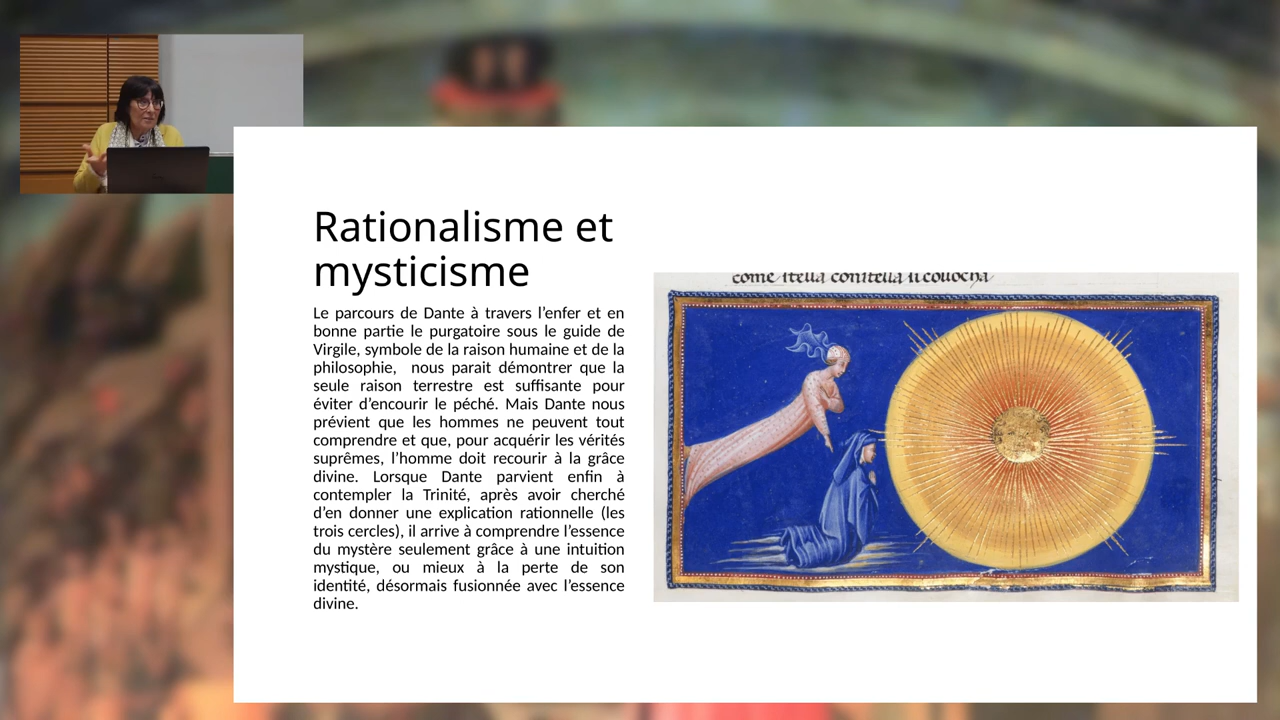 Rationalisme et
mysticisme
Le parcours de Dante à travers l’enfer et en
bonne partie le purgatoire sous le guide de
Virgile, symbole de la raison humaine et de la
philosophie, nous parait démontrer que la
seule raison terrestre est suffisante pour
éviter d’encourir le péché. Mais Dante nous
prévient que les hommes ne peuvent tout
comprendre et que, pour acquérir les vérités
suprêmes, l’homme doit recourir à la grâce
divine. Lorsque Dante parvient enfin à
contempler la Trinité, après avoir cherché
d’en donner une explication rationnelle (les
trois cercles), il arrive à comprendre l’essence
du mystère seulement grâce à une intuition
mystique, ou mieux à la perte de son
identité, désormais fusionnée avec l’essence
divine.
come stella con stella si